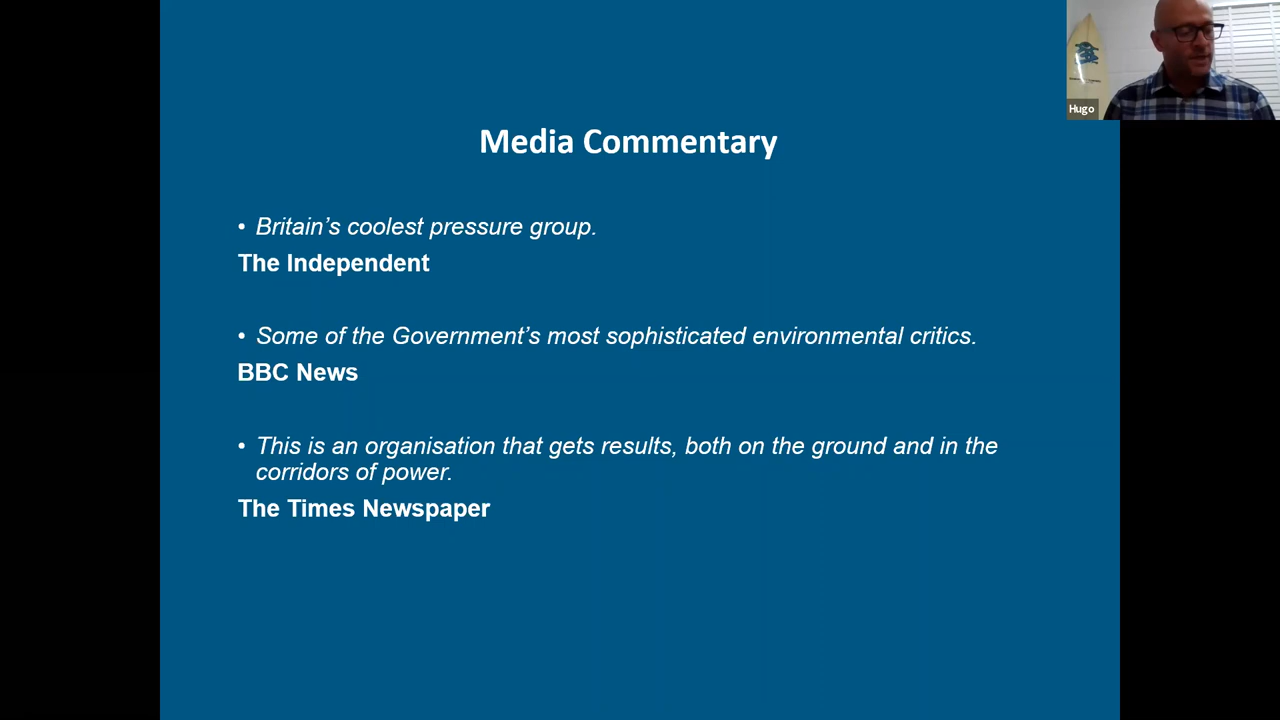 Hugo
Media Commentary
• Britain’s coolest pressure group.
The Independent
• Some of the Government’s most sophisticated environmental critics.
BBC News
• This is an organisation that gets results, both on the ground and in the
corridors of power.
The Times Newspaper